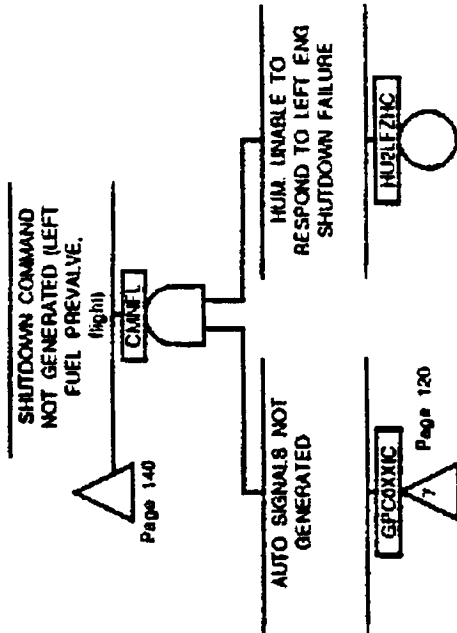 SHUTDOWN COMMAND
NOT GENERATED (LEFT
FUEL PREVALVE,
flight)
CMNFL
Page 140
AUTO SIGNALS NOT
GENERATED
GPC0XXIC
7
Page 120
HUM. UNABLE TO
RESPOND TO LEFT ENG
SHUTDOWN FAILURE
HU2LFZHC